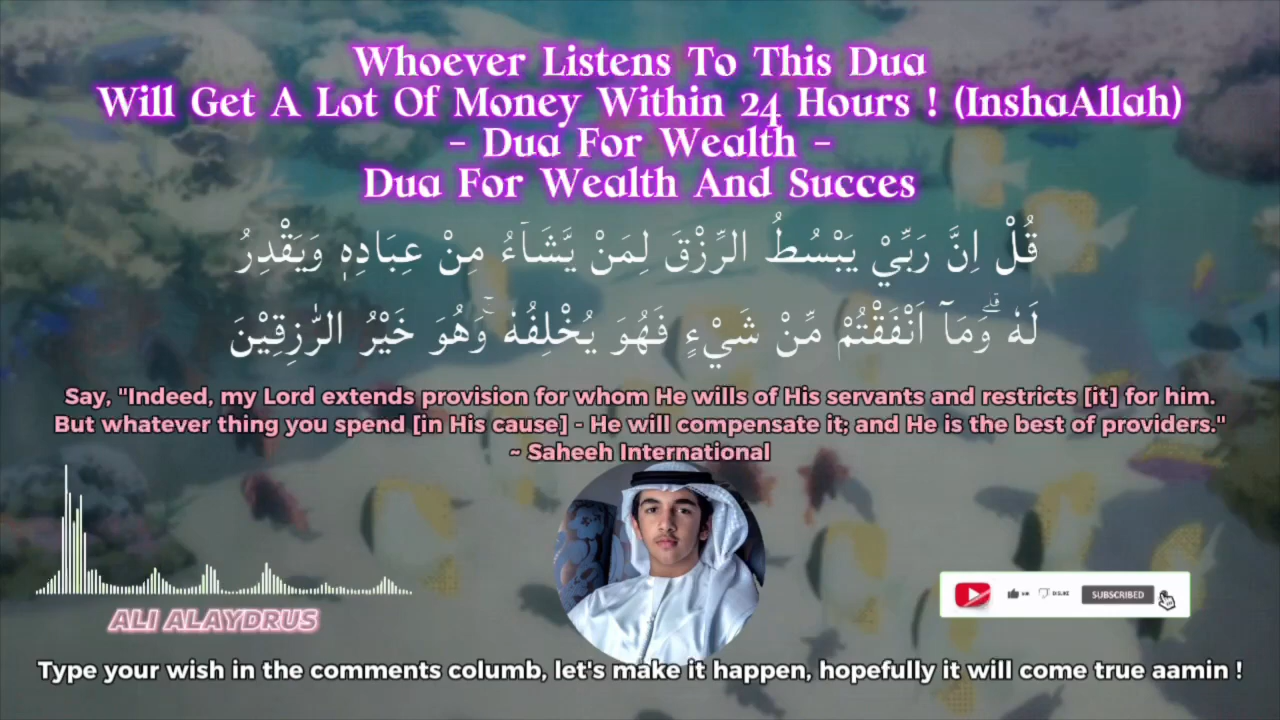 Whoever Listens To This Dua
Will Get A Lot Of Money Within 24 Hours ! (InshaAllah)
- Dua For Wealth -
Dua For Wealth And Succes
قُلْ اِنَّ رَبِّيْ يَبْسُطُ الرِّزْقَ لِمَنْ يَّشَاۤءُ مِنْ عِبَادِهٖ وَيَقْدِرُ
لَهٗ ۗوَمَآ اَنْفَقْتُمْ مِّنْ شَيْءٍ فَهُوَ يُخْلِفُهٗ ۚوَهُوَ خَيْرُ الرّٰزِقِيْنَ
Say, "Indeed, my Lord extends provision for whom He wills of His servants and restricts [it] for him.
But whatever thing you spend [in His cause] - He will compensate it; and He is the best of providers."
~ Saheeh International
SUBSCRIBED
ALI ALAYDRUS
Type your wish in the comments columb, let's make it happen, hopefully it will come true aamin !